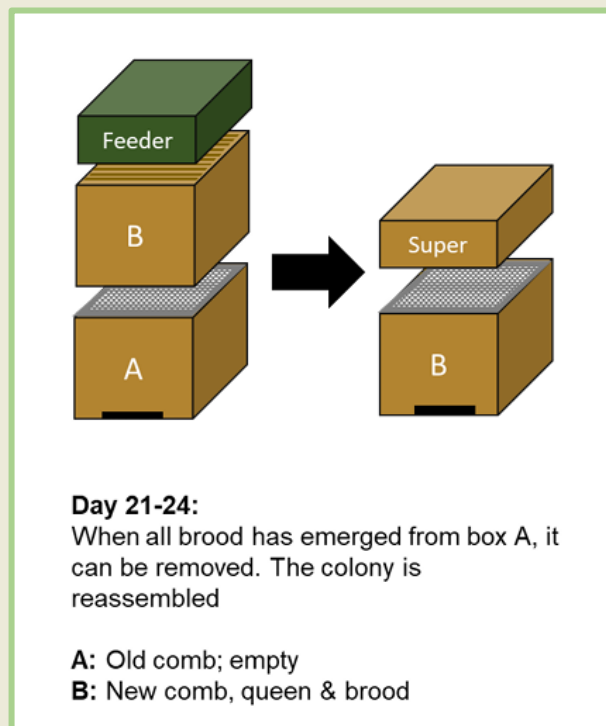 Feeder
B
A
Super
B
Day 21-24:
When all brood has emerged from box A, it
can be removed. The colony is
reassembled
A: Old comb; empty
B: New comb, queen & brood